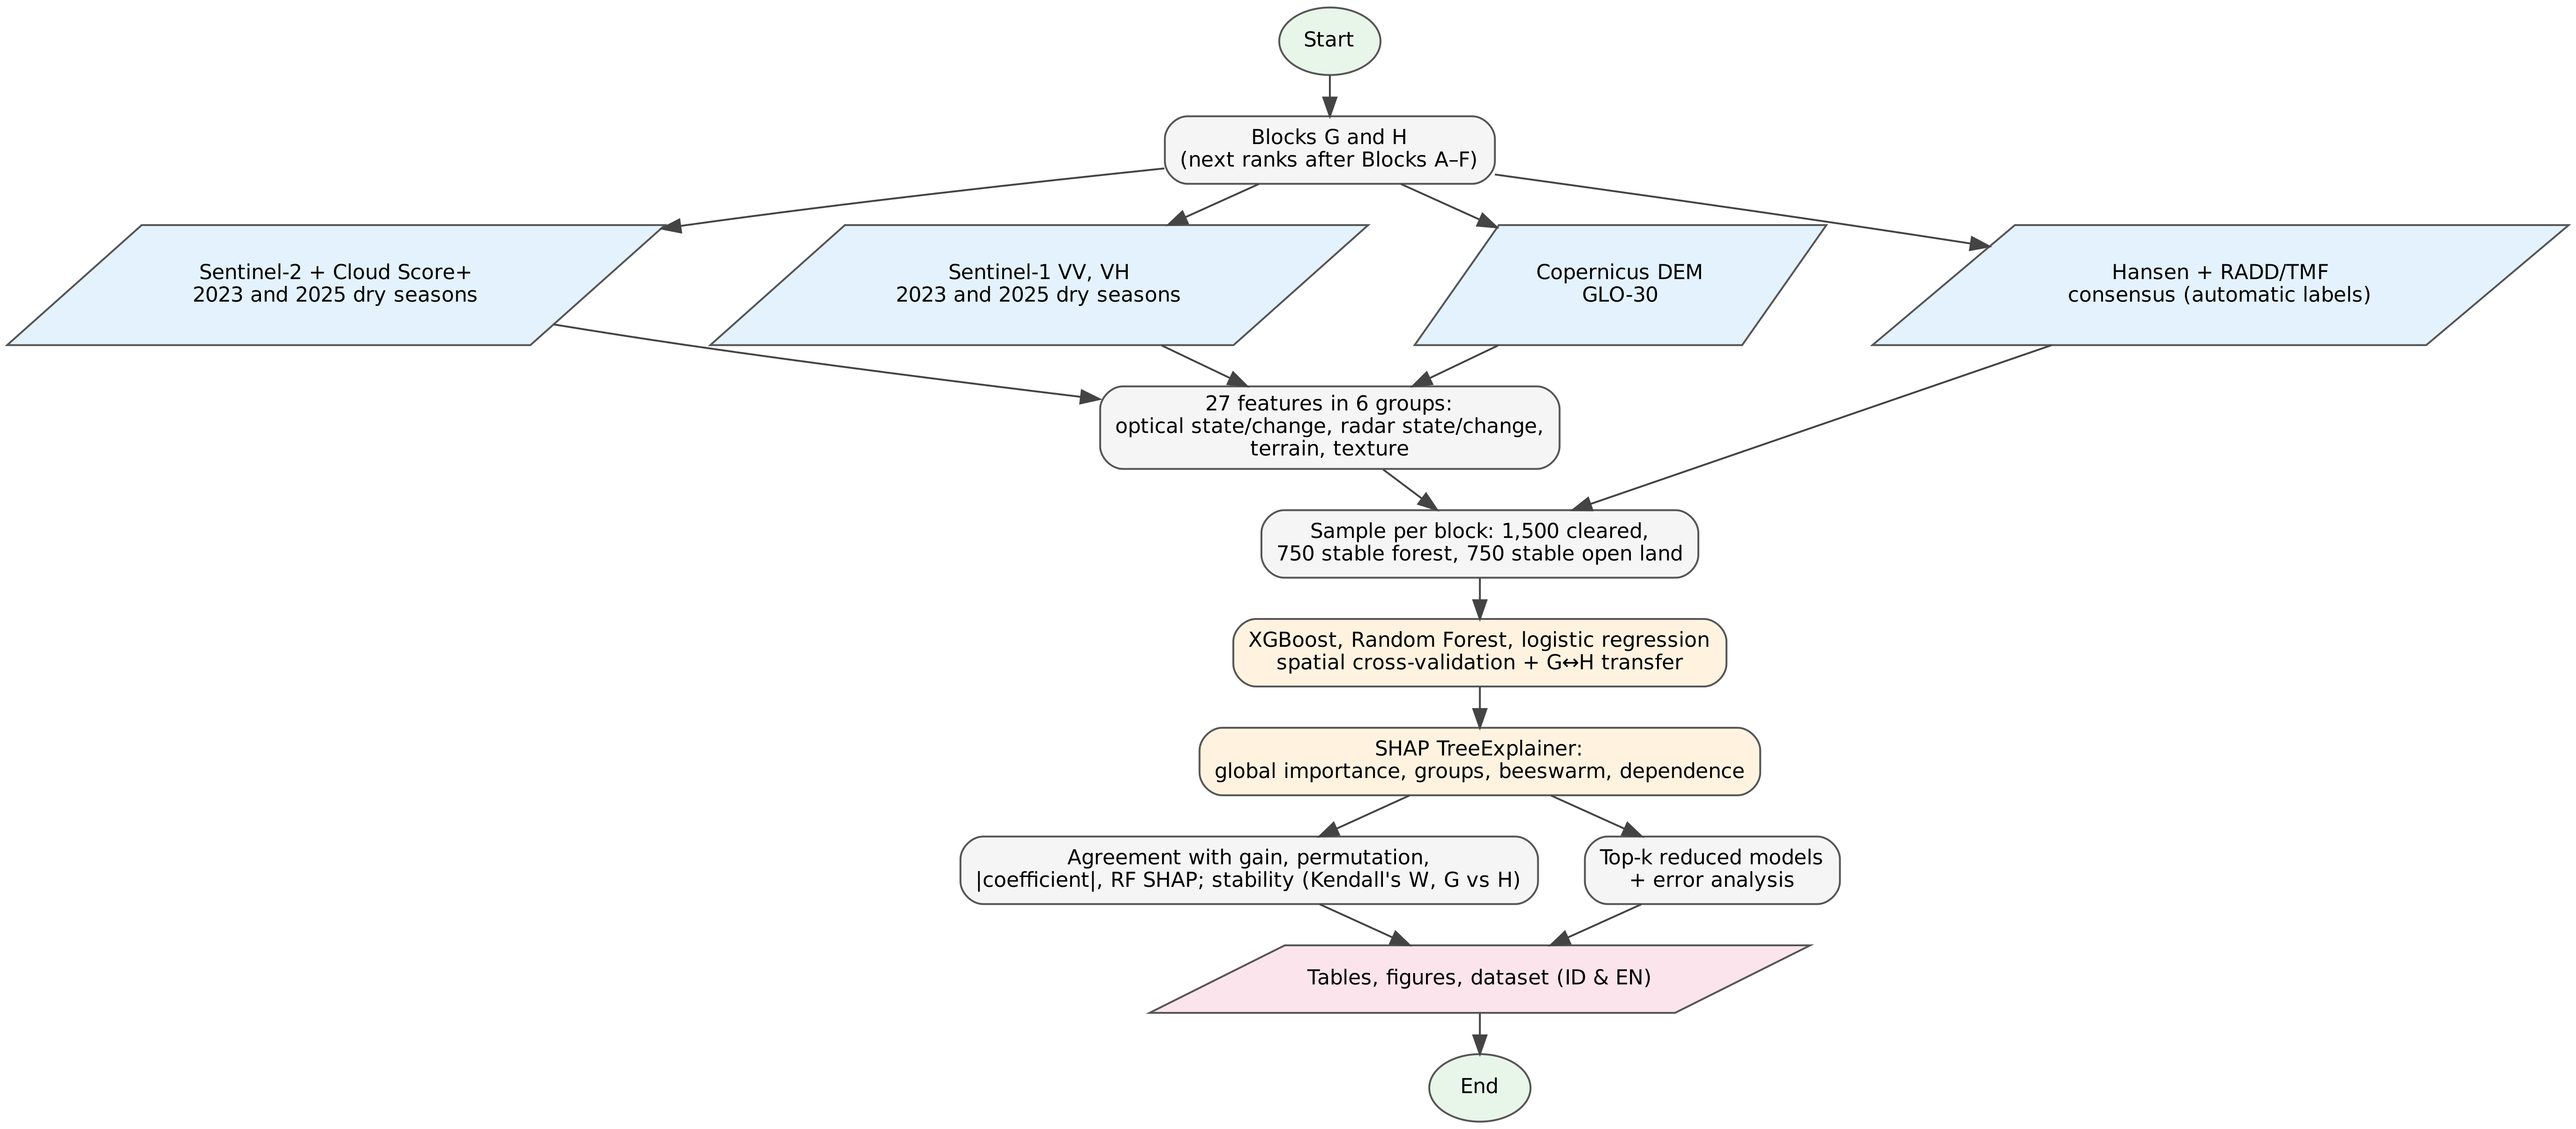 Start
Blocks G and H
(next ranks after Blocks A–F)
Sentinel-2 + Cloud Score+
2023 and 2025 dry seasons
Sentinel-1 VV, VH
2023 and 2025 dry seasons
Copernicus DEM
GLO-30
Hansen + RADD/TMF
consensus (automatic labels)
27 features in 6 groups:
optical state/change, radar state/change,
terrain, texture
Sample per block: 1,500 cleared,
750 stable forest, 750 stable open land
XGBoost, Random Forest, logistic regression
spatial cross-validation + G↔H transfer
SHAP TreeExplainer:
global importance, groups, beeswarm, dependence
Agreement with gain, permutation,
|coefficient|, RF SHAP; stability (Kendall's W, G vs H)
Top-k reduced models
+ error analysis
Tables, figures, dataset (ID & EN)
End